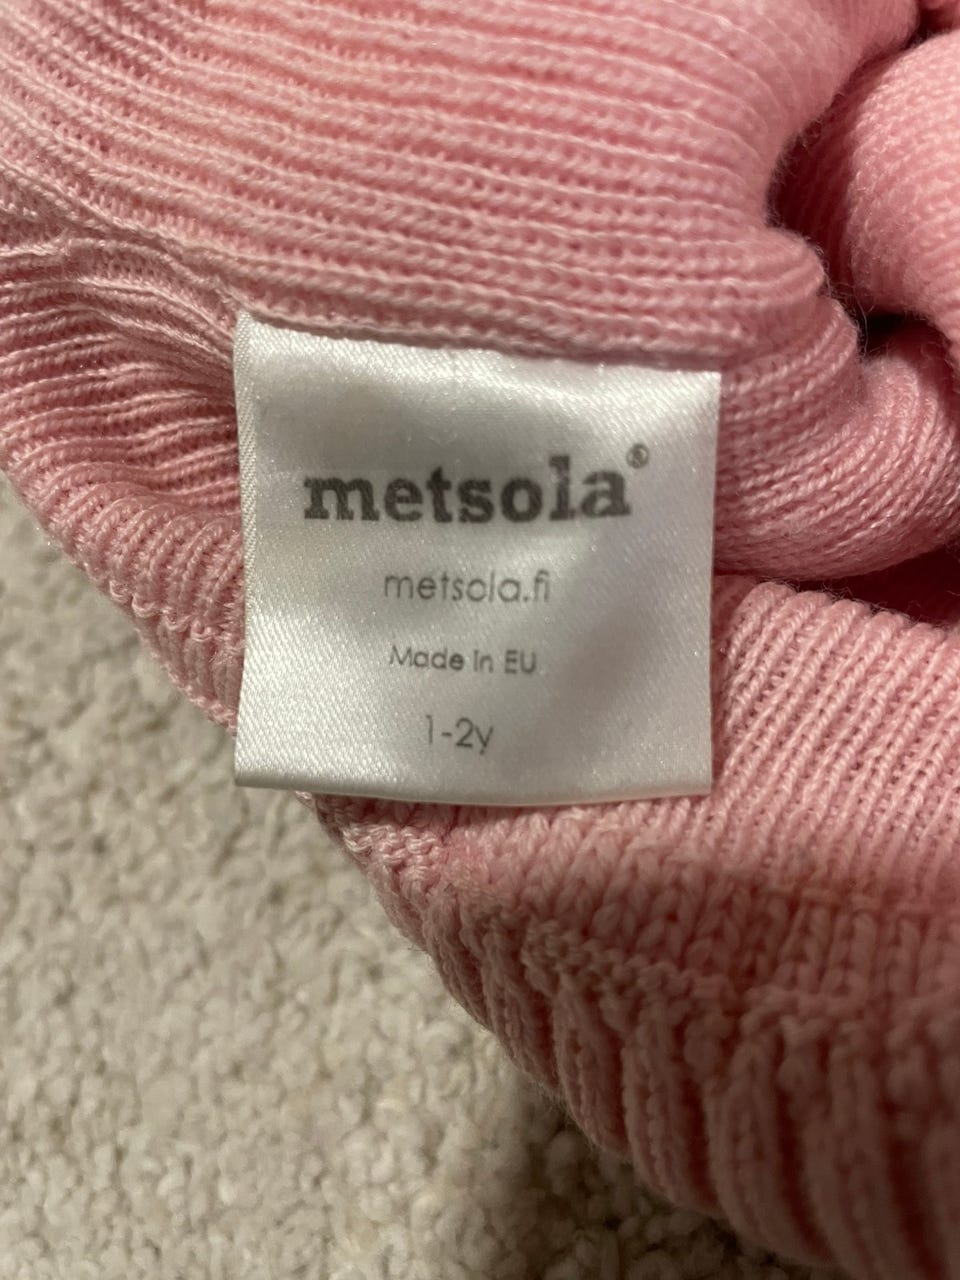 metsola®
metsola.fi
Made in EU
1-2y